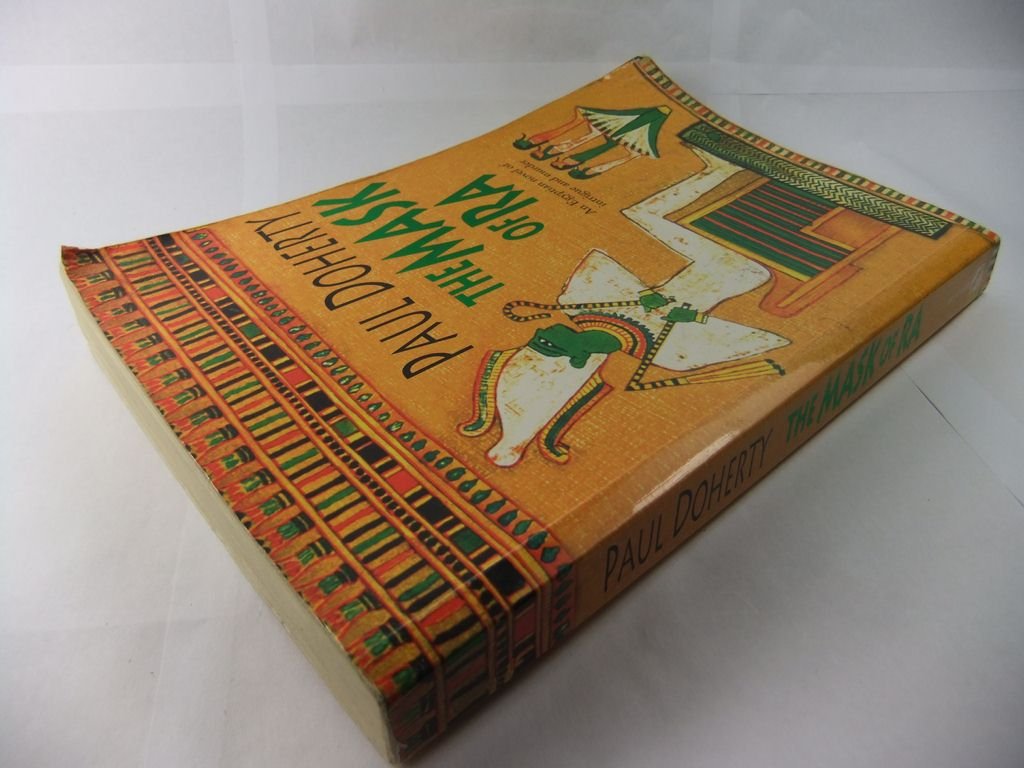 PAUL DOHERTY
THE MASK
OF RA
An Egyptian novel of
intrigue and murder
PAUL DOHERTY THE MASK OF RA